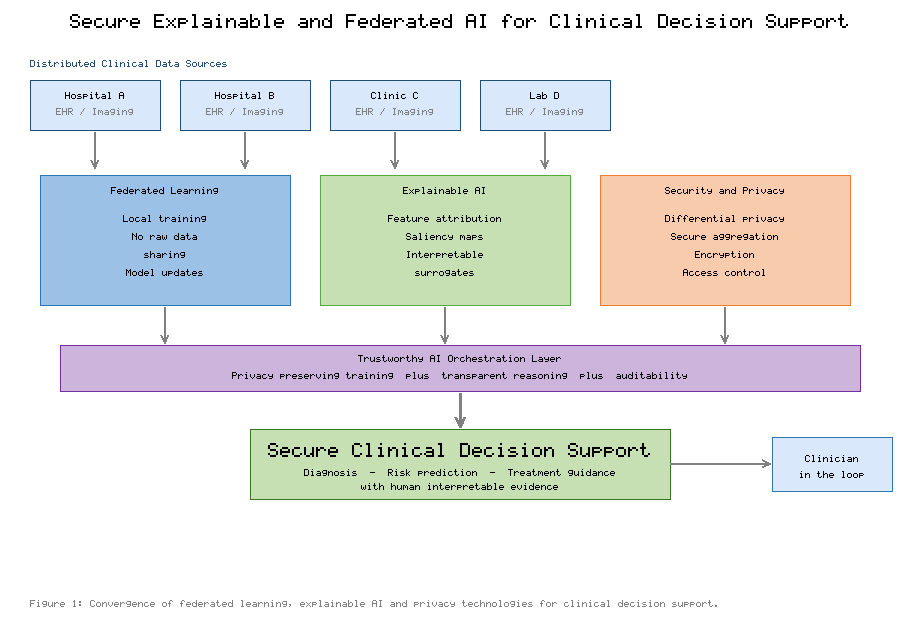 Secure Explainable and Federated AI for Clinical Decision Support
Distributed Clinical Data Sources
Hospital A
EHR / Imaging
Hospital B
EHR / Imaging
Clinic C
EHR / Imaging
Lab D
EHR / Imaging
Federated Learning
Local training
No raw data
sharing
Model updates
Explainable AI
Feature attribution
Saliency maps
Interpretable
surrogates
Security and Privacy
Differential privacy
Secure aggregation
Encryption
Access control
Trustworthy AI Orchestration Layer
Privacy preserving training plus transparent reasoning plus auditability
Secure Clinical Decision Support
Diagnosis – Risk prediction – Treatment guidance
with human interpretable evidence
Clinician
in the loop
Figure 1: Convergence of federated learning, explainable AI and privacy technologies for clinical decision support.